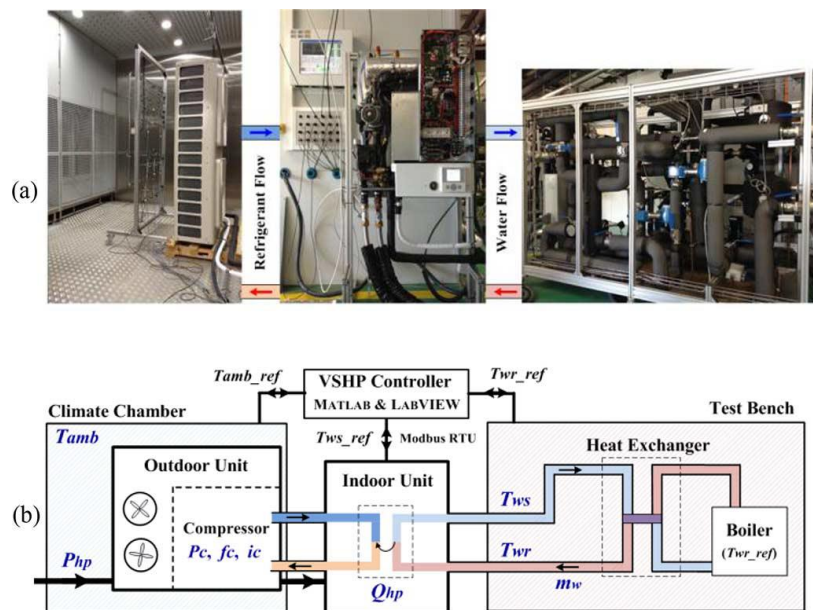 (a)
Refrigerant Flow
Water Flow
Tamb_ref
VSHP Controller
MATLAB & LABVIEW
Twr_ref
Climate Chamber
Tws_ref
Modbus RTU
Test Bench
Tamb
Outdoor Unit
Indoor Unit
Heat Exchanger
(b)
Compressor
Pc, fc, ic
Tws
Boiler
(Twr_ref)
Php
Twr
Qhp
mw